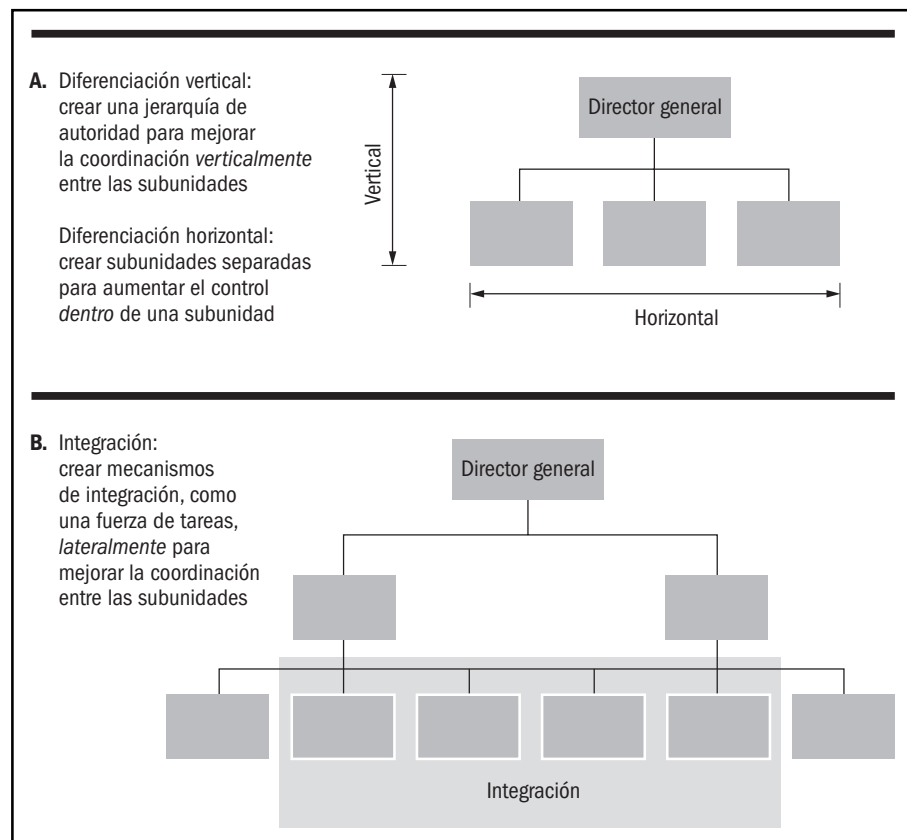 A. Diferenciación vertical:
crear una jerarquía de
autoridad para mejorar
la coordinación verticalmente
entre las subunidades
Diferenciación horizontal:
crear subunidades separadas
para aumentar el control
dentro de una subunidad
Director general
Vertical
Horizontal
B. Integración:
crear mecanismos
de integración, como
una fuerza de tareas,
lateralmente para
mejorar la coordinación
entre las subunidades
Director general
Integración